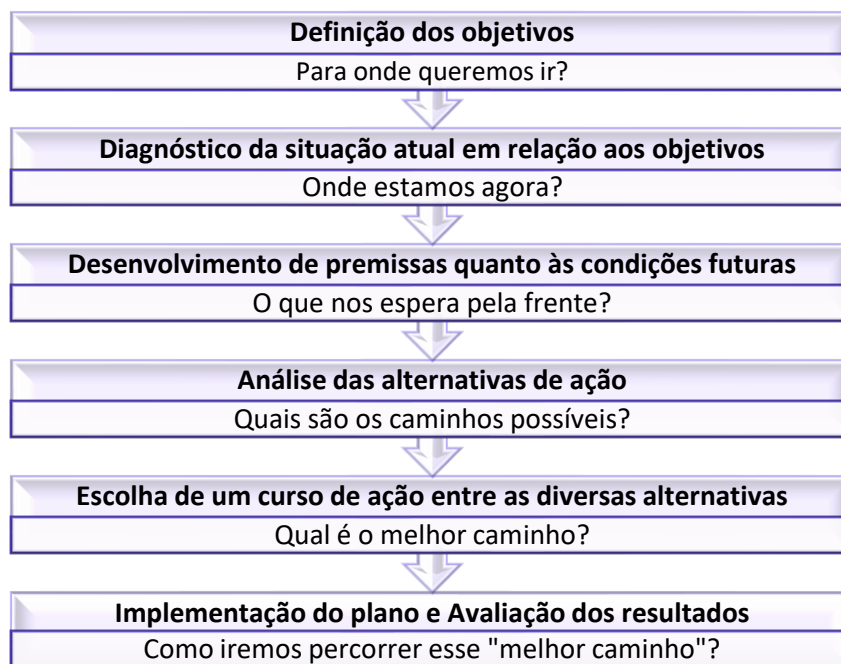 Definição dos objetivos
Para onde queremos ir?
Diagnóstico da situação atual em relação aos objetivos
Onde estamos agora?
Desenvolvimento de premissas quanto às condições futuras
O que nos espera pela frente?
Análise das alternativas de ação
Quais são os caminhos possíveis?
Escolha de um curso de ação entre as diversas alternativas
Qual é o melhor caminho?
Implementação do plano e Avaliação dos resultados
Como iremos percorrer esse "melhor caminho"?